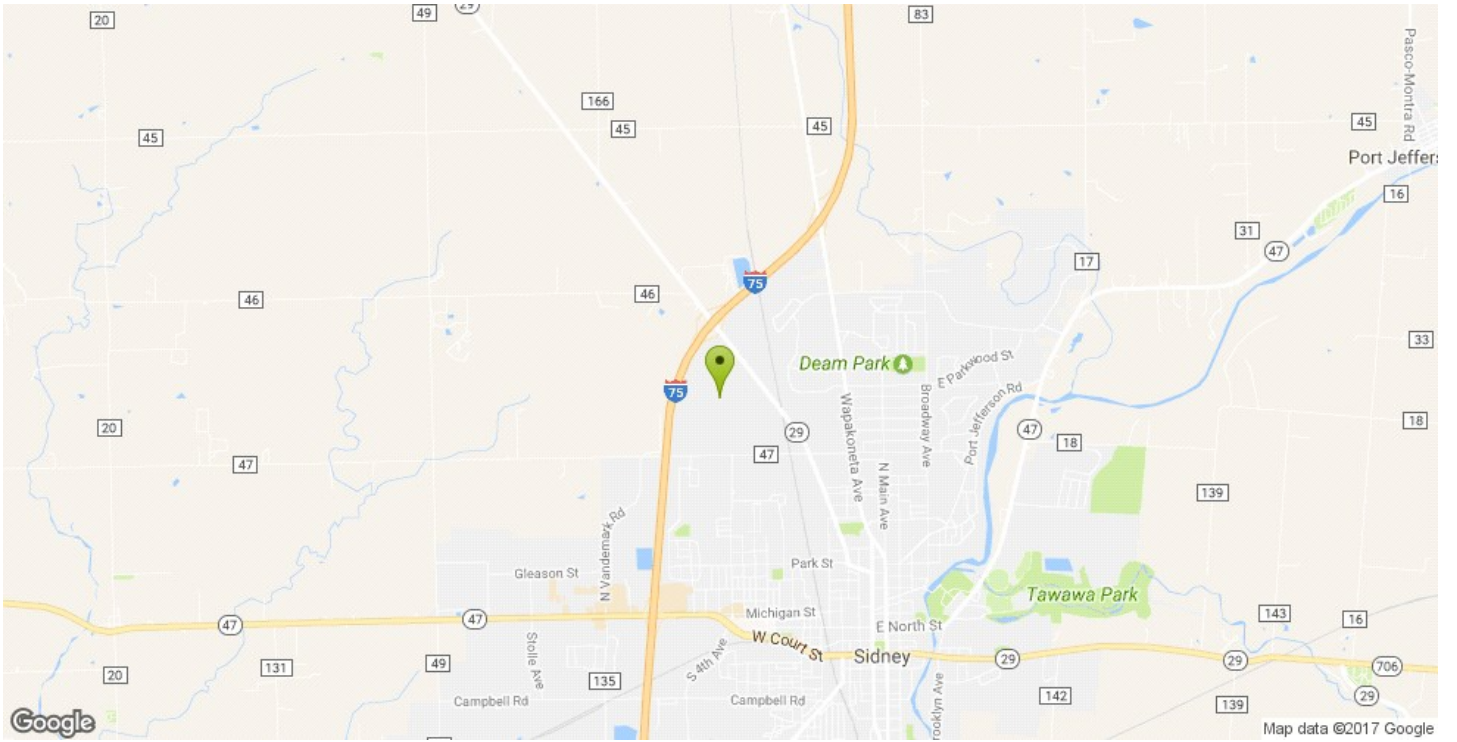 29
20
49
83
Pasco-Montra Rd
166
45
45
45
45
Port Jeffers
16
31
47
17
75
46
46
33
Deam Park
E Parkwood St
75
Port Jefferson Rd
Broadway Ave
Wapakoneta Ave
18
20
29
47
18
47
47
N Main Ave
139
N Vandemark Rd
Park St
Gleason St
Tawawa Park
Michigan St
143
16
47
47
E North St
W Court St
Sidney
S 4th Ave
Stolle Ave
49
29
29
706
20
131
135
Campbell Rd
Campbell Rd
142
29
139
rooklyn Ave
Google
Map data ©2017 Google